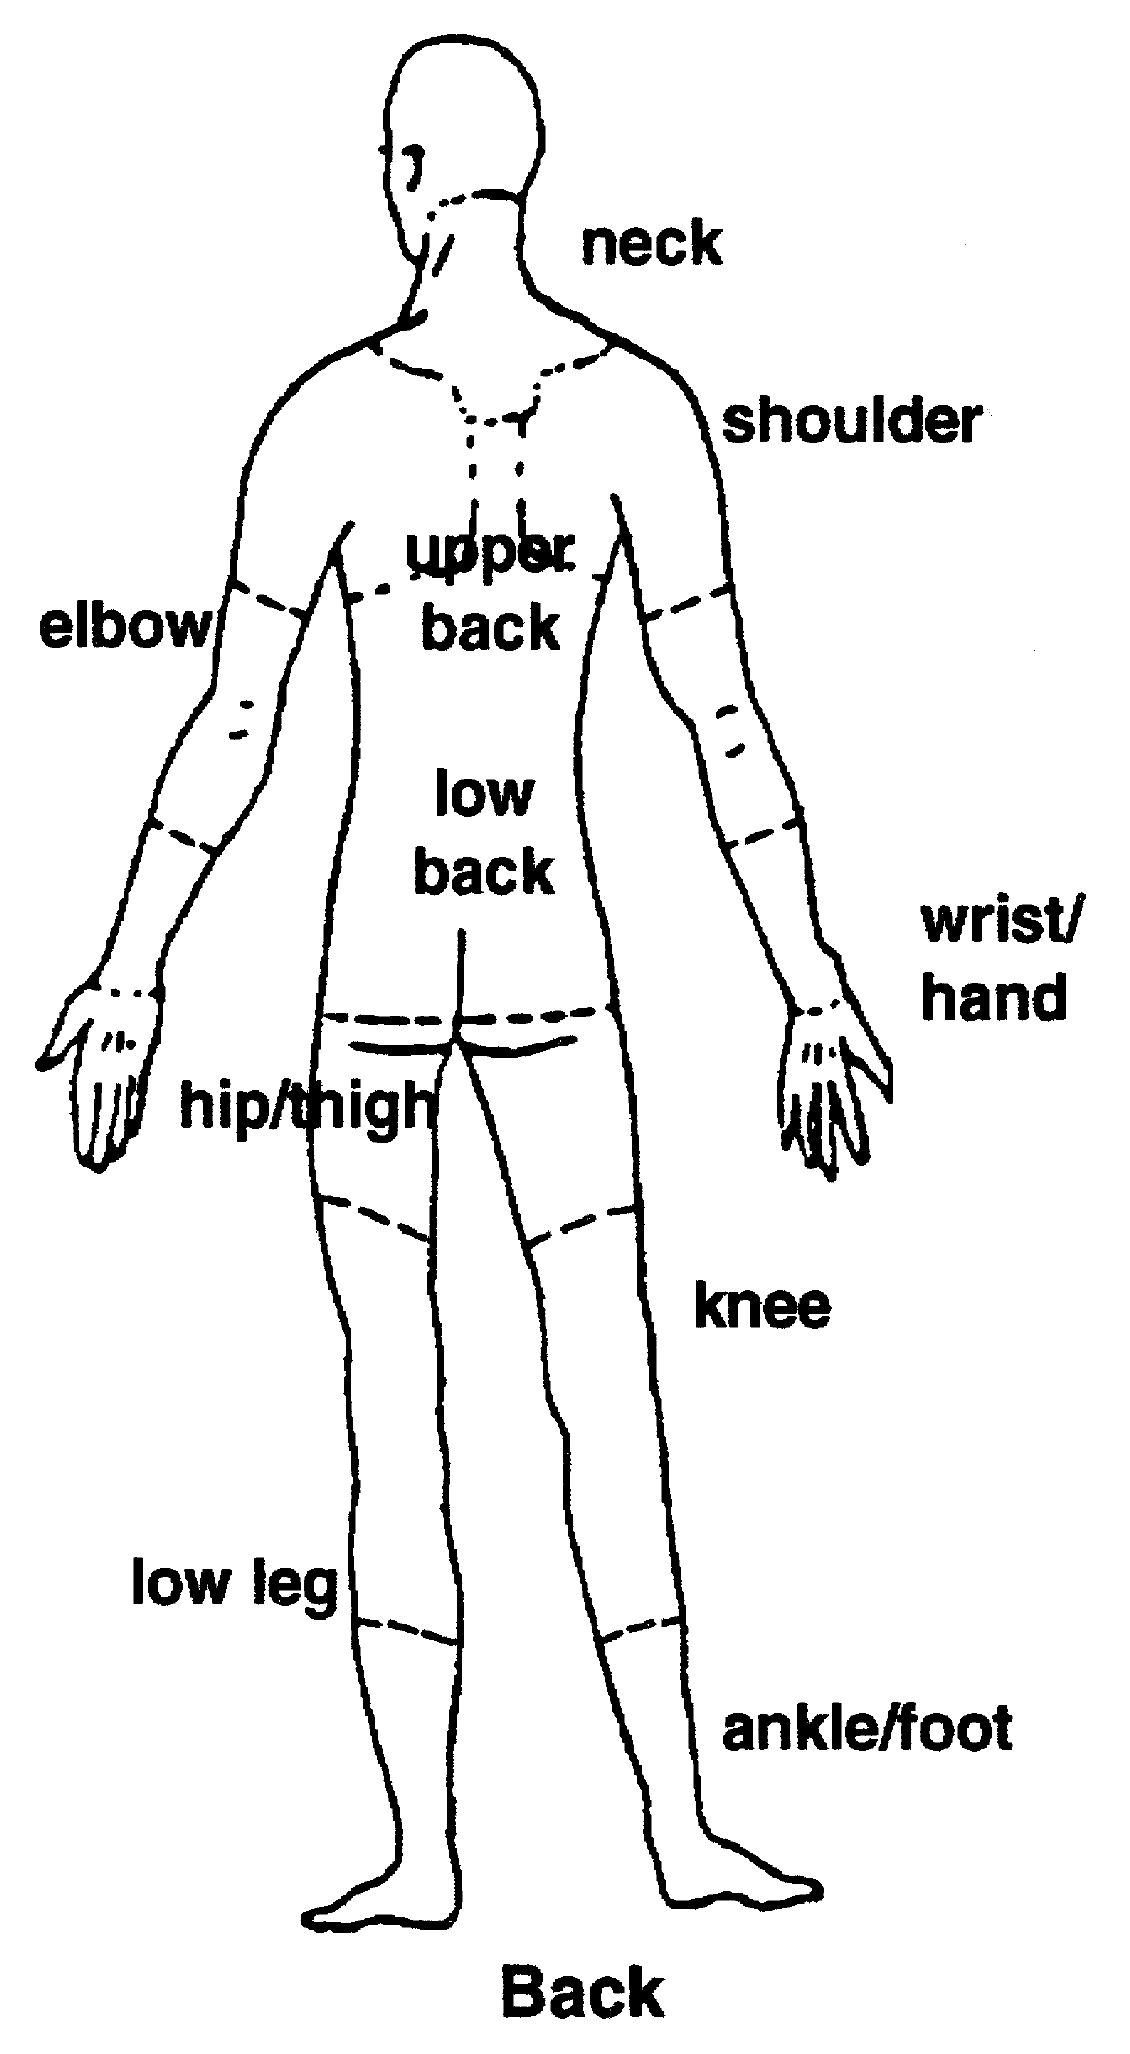 neck
shoulder
upper
back
elbow
low
back
wrist/
hand
hip/thigh
knee
low leg
ankle/foot
Back